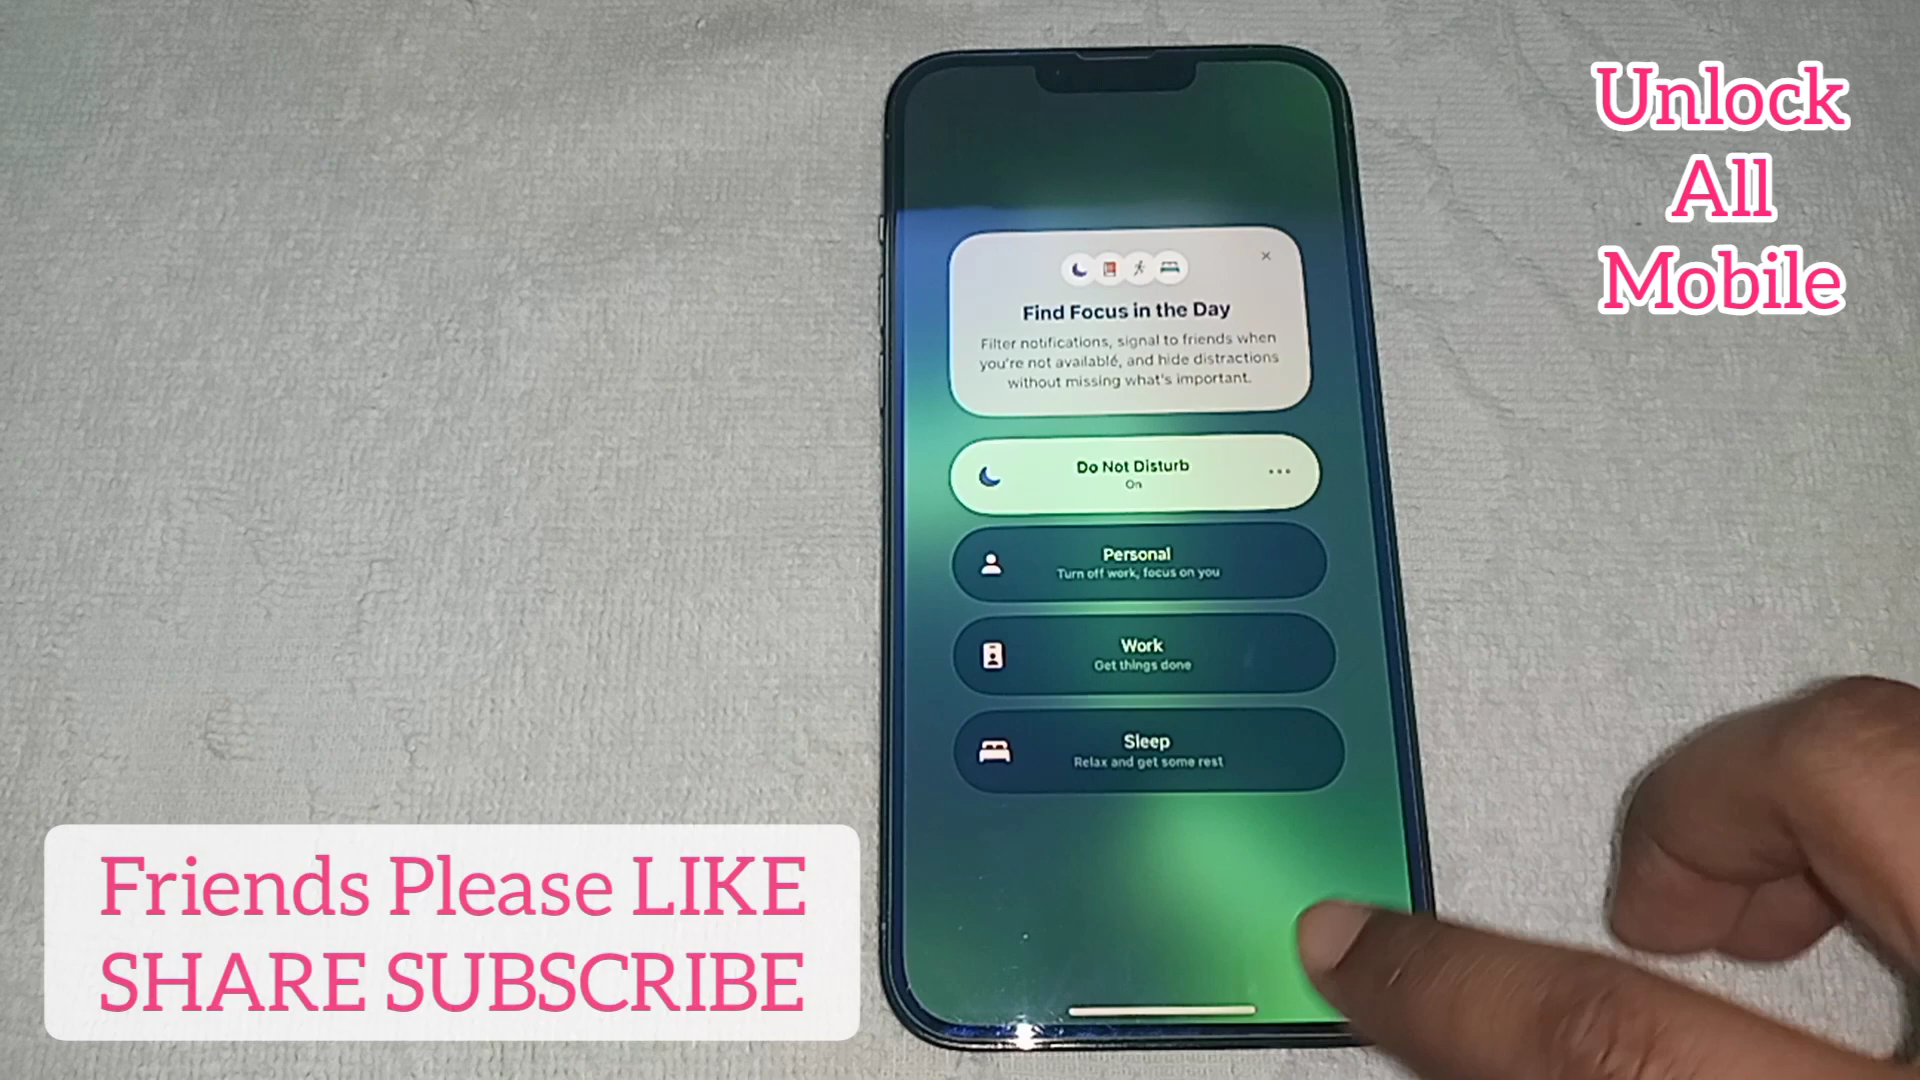 Unlock
All
Mobile
Find Focus in the Day
Filter notifications, signal to friends when
you're not available, and hide distractions
without missing what's important.
Do Not Disturb
On
Personal
Turn off work, focus on you
Work
Get things done
Sleep
Relax and get some rest
Friends Please LIKE
SHARE SUBSCRIBE